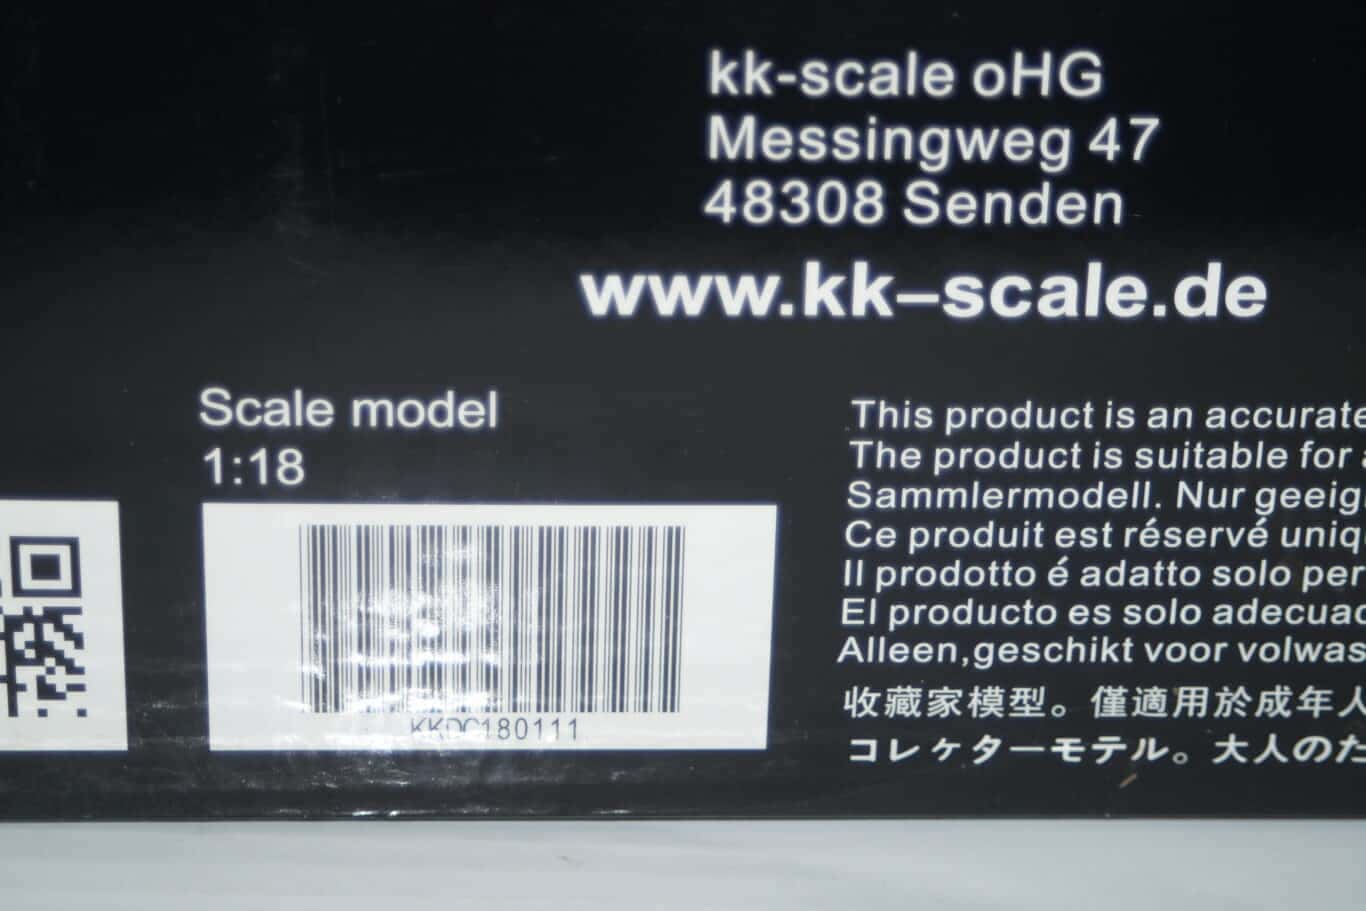 kk-scale oHG
Messingweg 47
48308 Senden
www.kk–scale.de
Scale model
1:18
KKDC180111
This product is an accurate
The product is suitable for
Sammlermodell. Nur geeig
Ce produit est réservé uniq
Il prodotto é adatto solo per
El producto es solo adecuad
Alleen,geschikt voor volwas
收藏家模型。僅適用於成年人
コレケターモテル。大人のた